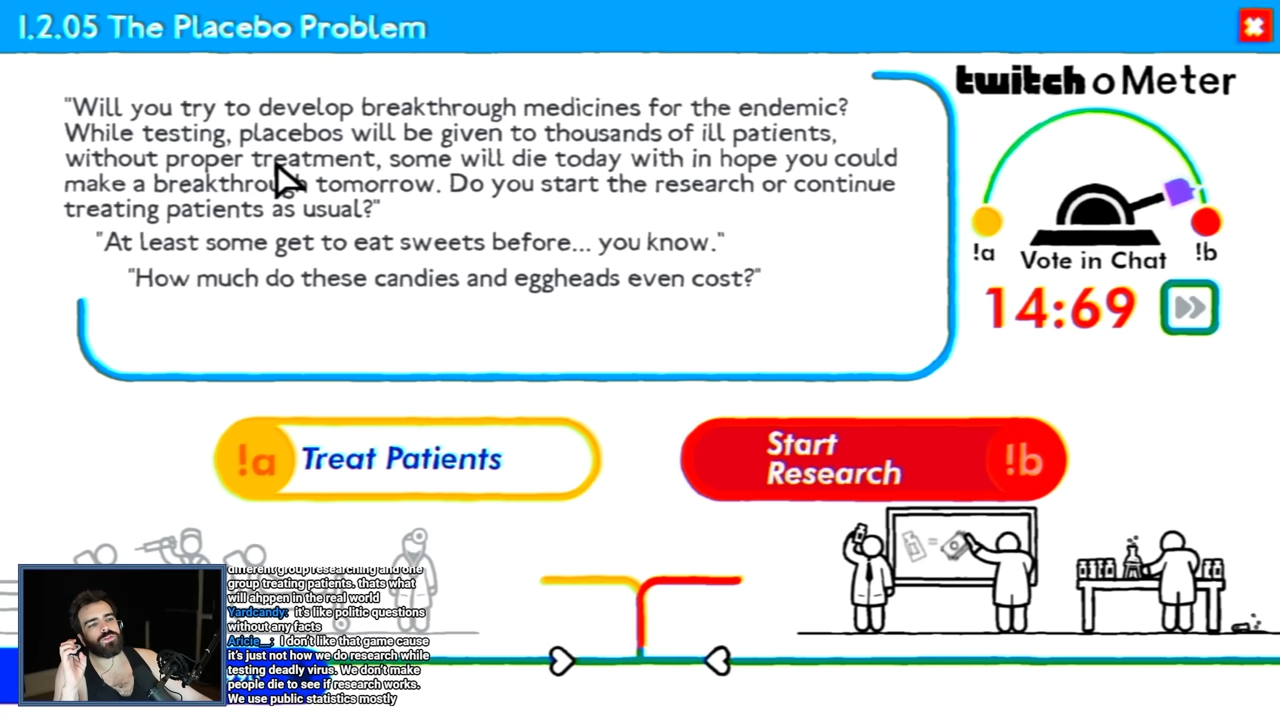 1.2.05 The Placebo Problem
"Will you try to develop breakthrough medicines for the endemic?
While testing, placebos will be given to thousands of ill patients,
without proper treatment, some will die today with in hope you could
make a breakthrough tomorrow. Do you start the research or continue
treating patients as usual?"
"At least some get to eat sweets before... you know."
"How much do these candies and eggheads even cost?"
twitch o Meter
!a
Vote in Chat
!b
14:69
!a Treat Patients
Start
Research
!b
different group researching and one
group treating patients. thats what
will ahppen in the real world
Yardcandy: it's like politic questions
without any facts
Aricie__: I don't like that game cause
it's just not how we do research while
testing deadly virus. We don't make
people die to see if research works.
We use public statistics mostly